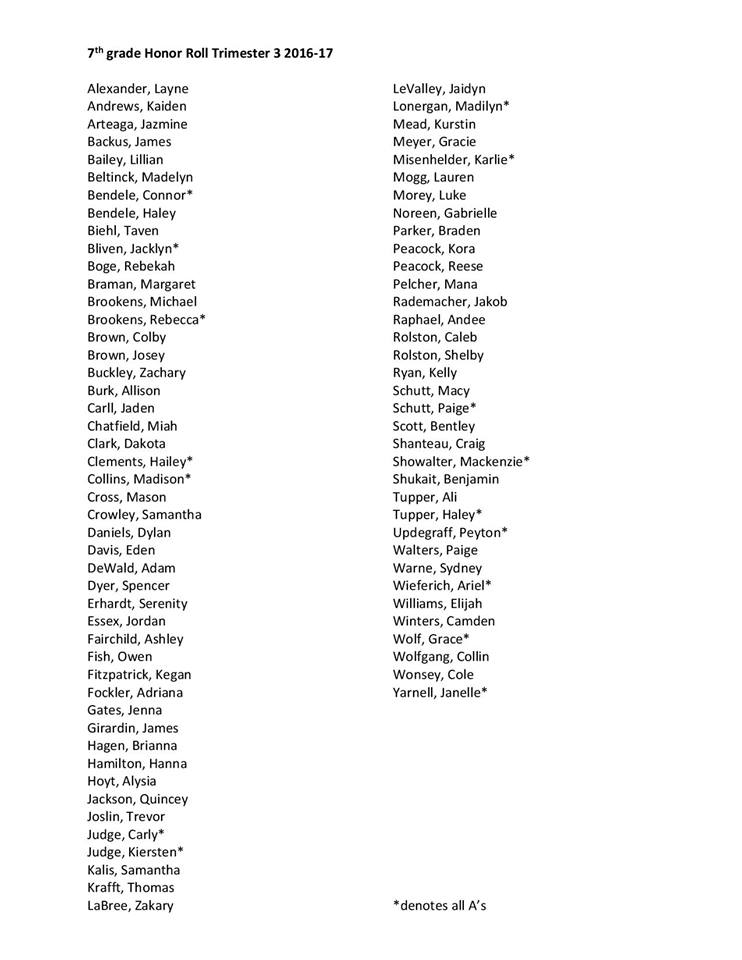 7th grade Honor Roll Trimester 3 2016-17
Alexander, Layne
Andrews, Kaiden
Arteaga, Jazmine
Backus, James
Bailey, Lillian
Beltinck, Madelyn
Bendele, Connor*
Bendele, Haley
Biehl, Taven
Bliven, Jacklyn*
Boge, Rebekah
Braman, Margaret
Brookens, Michael
Brookens, Rebecca*
Brown, Colby
Brown, Josey
Buckley, Zachary
Burk, Allison
Carll, Jaden
Chatfield, Miah
Clark, Dakota
Clements, Hailey*
Collins, Madison*
Cross, Mason
Crowley, Samantha
Daniels, Dylan
Davis, Eden
DeWald, Adam
Dyer, Spencer
Erhardt, Serenity
Essex, Jordan
Fairchild, Ashley
Fish, Owen
Fitzpatrick, Kegan
Fockler, Adriana
Gates, Jenna
Girardin, James
Hagen, Brianna
Hamilton, Hanna
Hoyt, Alysia
Jackson, Quincey
Joslin, Trevor
Judge, Carly*
Judge, Kiersten*
Kalis, Samantha
Krafft, Thomas
LaBree, Zakary
LeValley, Jaidyn
Lonergan, Madilyn*
Mead, Kurstin
Meyer, Gracie
Misenhelder, Karlie*
Mogg, Lauren
Morey, Luke
Noreen, Gabrielle
Parker, Braden
Peacock, Kora
Peacock, Reese
Pelcher, Mana
Rademacher, Jakob
Raphael, Andee
Rolston, Caleb
Rolston, Shelby
Ryan, Kelly
Schutt, Macy
Schutt, Paige*
Scott, Bentley
Shanteau, Craig
Showalter, Mackenzie*
Shukait, Benjamin
Tupper, Ali
Tupper, Haley*
Updegraff, Peyton*
Walters, Paige
Warne, Sydney
Wieferich, Ariel*
Williams, Elijah
Winters, Camden
Wolf, Grace*
Wolfgang, Collin
Wonsey, Cole
Yarnell, Janelle*
*denotes all A's